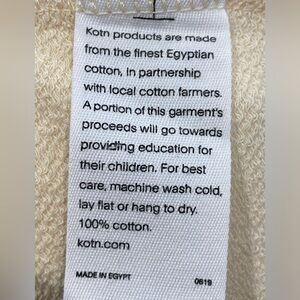 Kotn products are made
from the finest Egyptian
cotton, in partnership
with local cotton farmers.
A portion of this garment's
proceeds will go towards
providing education for
their children. For best
care, machine wash cold,
lay flat or hang to dry.
100% cotton.
kotn.com
MADE IN EGYPT 0619